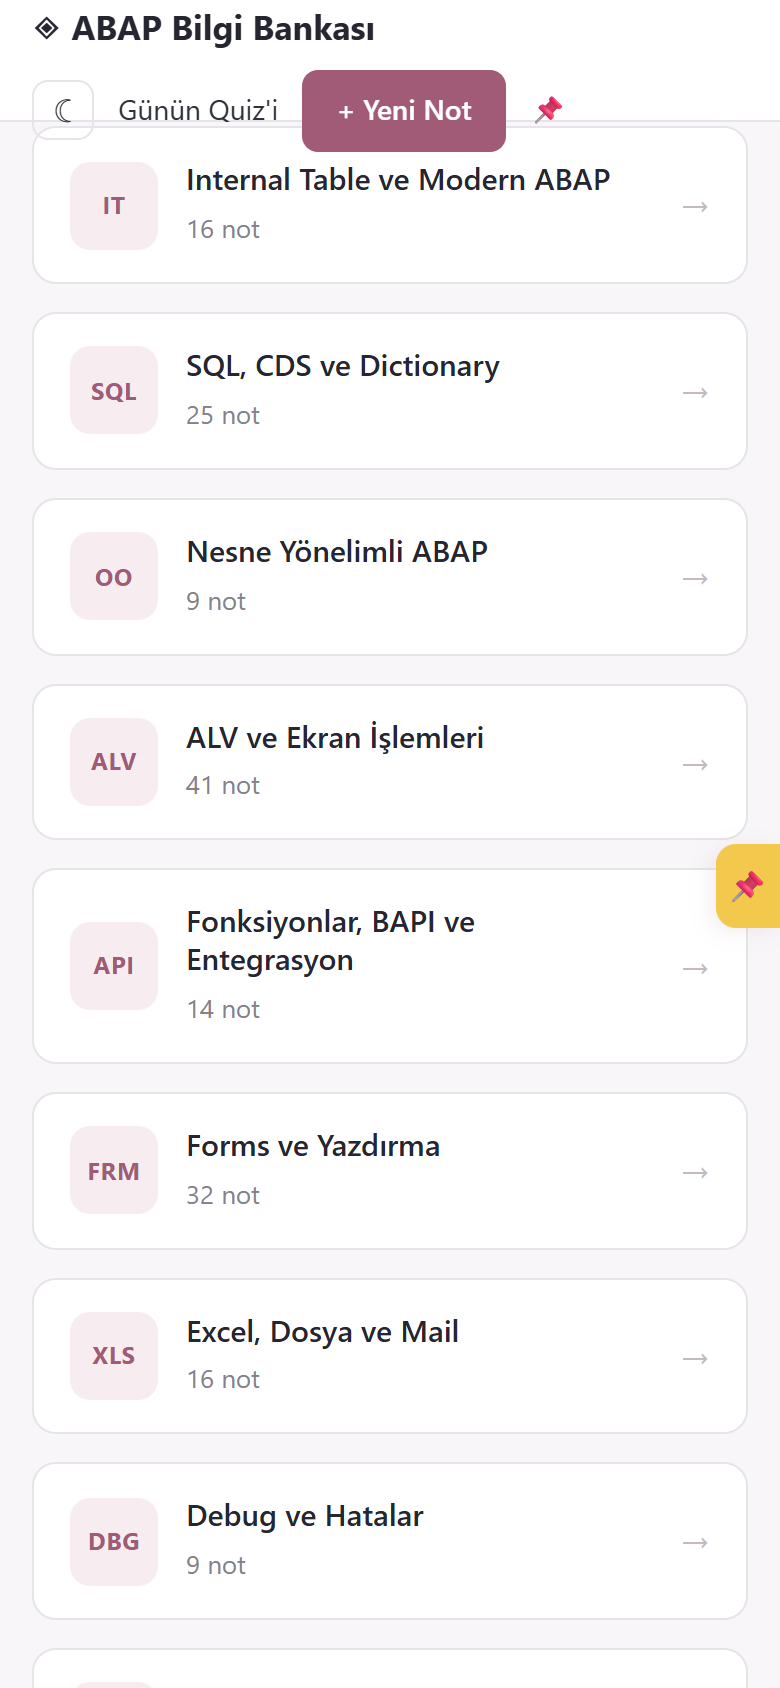 ABAP Bilgi Bankası
Günün Quiz'i
+ Yeni Not
IT
Internal Table ve Modern ABAP
16 not
→
SQL
SQL, CDS ve Dictionary
25 not
→
OO
Nesne Yönelimli ABAP
9 not
→
ALV
ALV ve Ekran İşlemleri
41 not
→
API
Fonksiyonlar, BAPI ve
Entegrasyon
14 not
→
FRM
Forms ve Yazdırma
32 not
→
XLS
Excel, Dosya ve Mail
16 not
→
DBG
Debug ve Hatalar
9 not
→